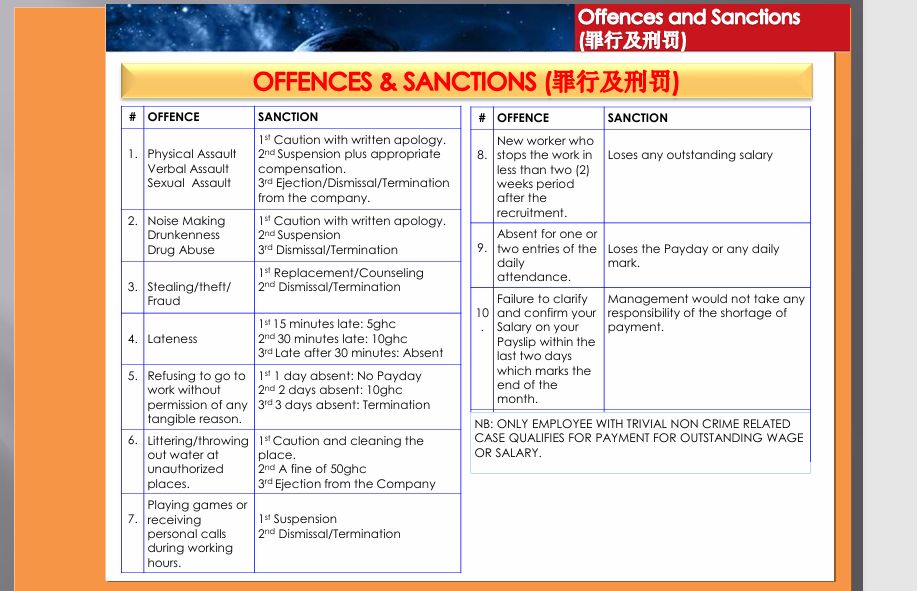 Offences and Sanctions
(罪行及刑罚)
OFFENCES & SANCTIONS (罪行及刑罚)
# OFFENCE SANCTION
1. Physical Assault
Verbal Assault
Sexual Assault
1st Caution with written apology.
2nd Suspension plus appropriate
compensation.
3rd Ejection/Dismissal/Termination
from the company.
2. Noise Making
Drunkenness
Drug Abuse
1st Caution with written apology.
2nd Suspension
3rd Dismissal/Termination
3. Stealing/theft/
Fraud
1st Replacement/Counseling
2nd Dismissal/Termination
4. Lateness
1st 15 minutes late: 5ghc
2nd 30 minutes late: 10ghc
3rd Late after 30 minutes: Absent
5. Refusing to go to
work without
permission of any
tangible reason.
1st 1 day absent: No Payday
2nd 2 days absent: 10ghc
3rd 3 days absent: Termination
6. Littering/throwing
out water at
unauthorized
places.
1st Caution and cleaning the
place.
2nd A fine of 50ghc
3rd Ejection from the Company
7. Playing games or
receiving
personal calls
during working
hours.
1st Suspension
2nd Dismissal/Termination
# OFFENCE SANCTION
8. New worker who
stops the work in
less than two (2)
weeks period
after the
recruitment.
Loses any outstanding salary
9. Absent for one or
two entries of the
daily
attendance.
Loses the Payday or any daily
mark.
10. Failure to clarify
and confirm your
Salary on your
Payslip within the
last two days
which marks the
end of the
month.
Management would not take any
responsibility of the shortage of
payment.
NB: ONLY EMPLOYEE WITH TRIVIAL NON CRIME RELATED
CASE QUALIFIES FOR PAYMENT FOR OUTSTANDING WAGE
OR SALARY.